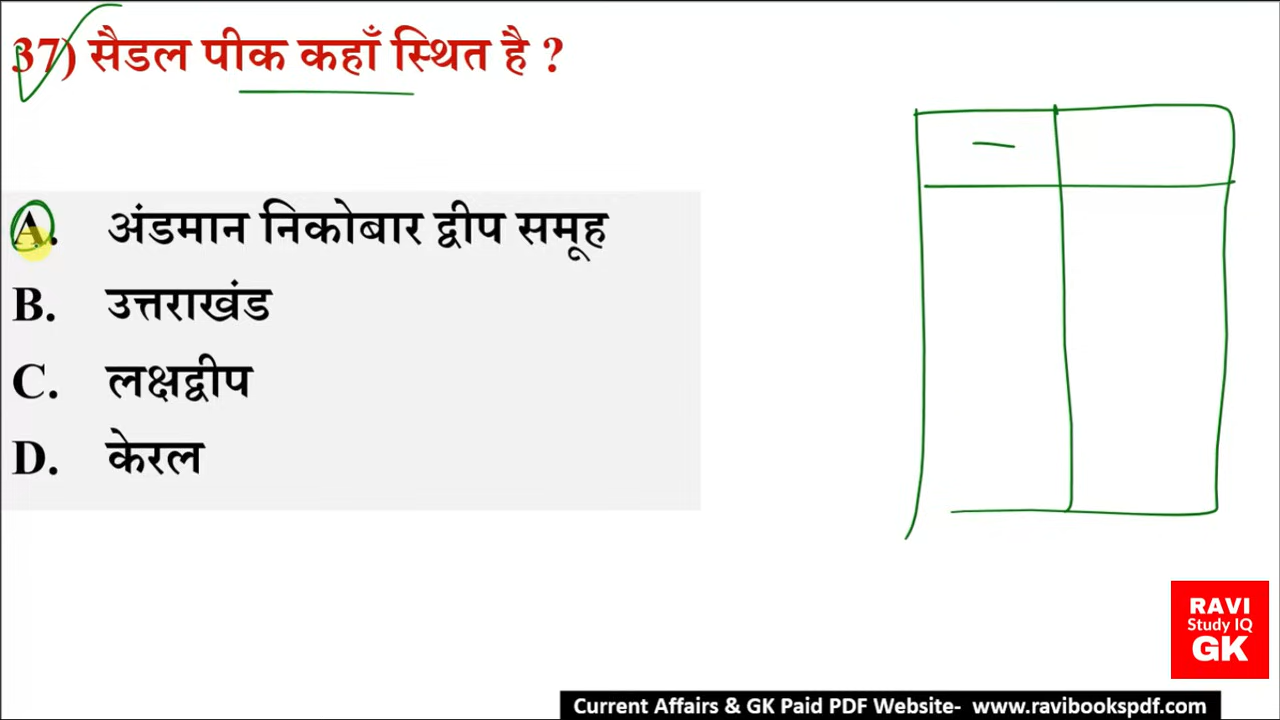 37) सैडल पीक कहाँ स्थित है ?
A. अंडमान निकोबार द्वीप समूह
B. उत्तराखंड
C. लक्षद्वीप
D. केरल
RAVI
Study IQ
GK
Current Affairs & GK Paid PDF Website- www.ravibookspdf.com